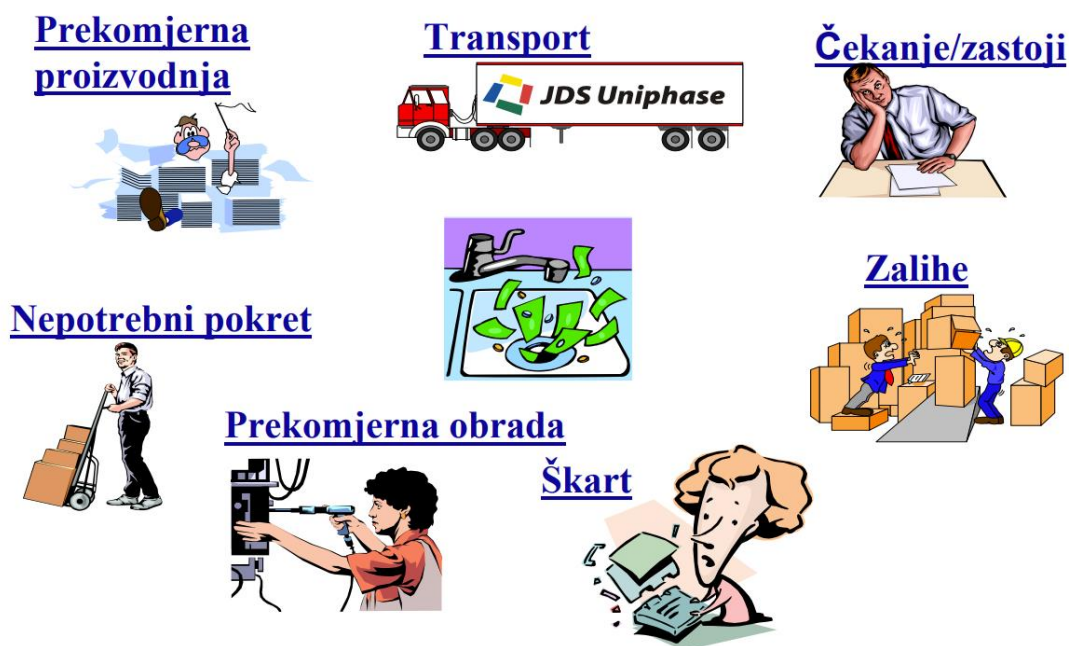 Prekomjerna
proizvodnja
Transport
JDS Uniphase
Čekanje/zastoji
Zalihe
Nepotrebni pokret
Prekomjerna obrada
Škart